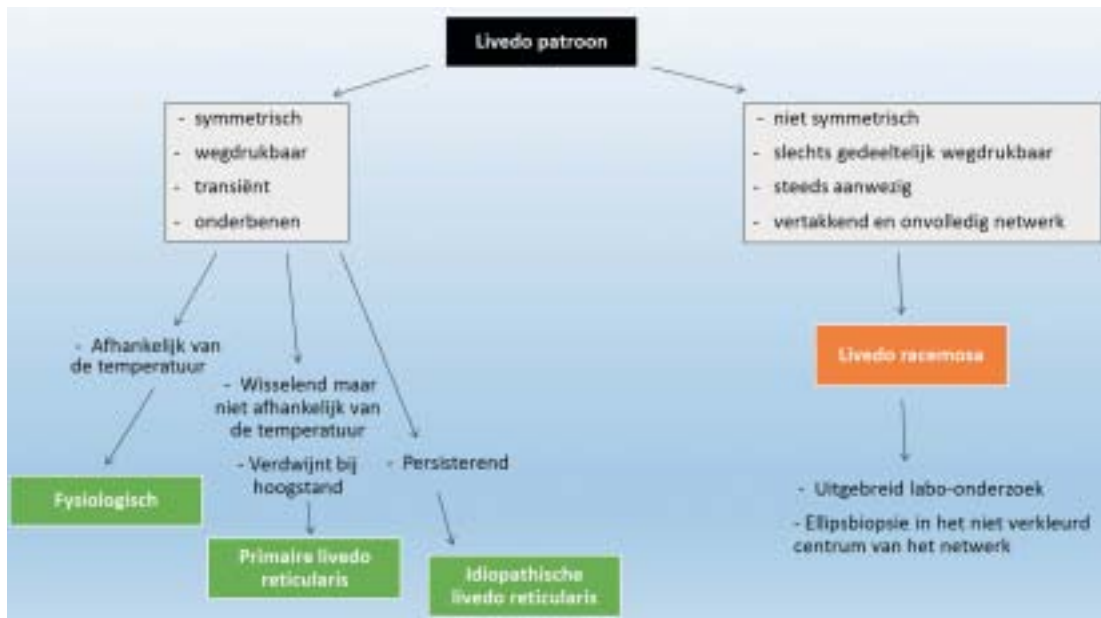 Livedo patroon
- symmetrisch
- wegdrukbaar
- transiënt
- onderbenen
- niet symmetrisch
- slechts gedeeltelijk wegdrukbaar
- steeds aanwezig
- vertakkend en onvolledig netwerk
- Afhankelijk van
de temperatuur
- Wisselend maar
niet afhankelijk van
de temperatuur
- Verdwijnt bij
hoogstand
- Persisterend
Fysiologisch
Primaire livedo
reticularis
Idiopathische
livedo reticularis
Livedo racemosa
- Uitgebreid labo-onderzoek
- Ellipsbiopsie in het niet verkleurd
centrum van het netwerk